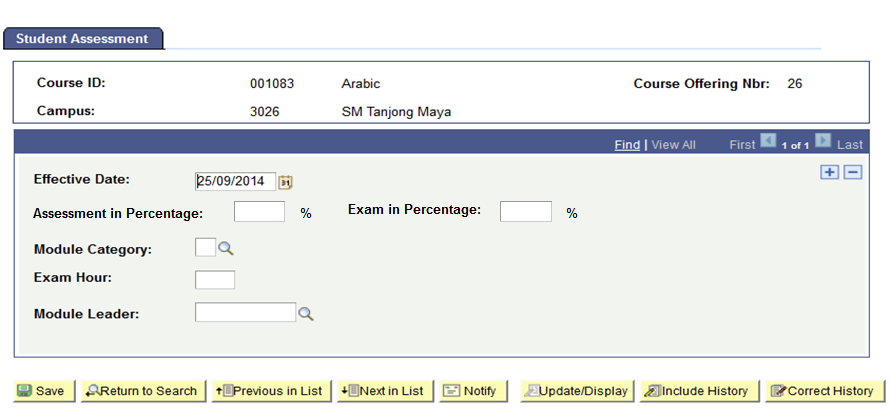 Student Assessment
Course ID: 001083 Arabic Course Offering Nbr: 26
Campus: 3026 SM Tanjong Maya
Find | View All First 1 of 1 Last
Effective Date: 25/09/2014 31
Assessment in Percentage: % Exam in Percentage: %
Module Category:
Exam Hour:
Module Leader:
Save Return to Search Previous in List Next in List Notify Update/Display Include History Correct History